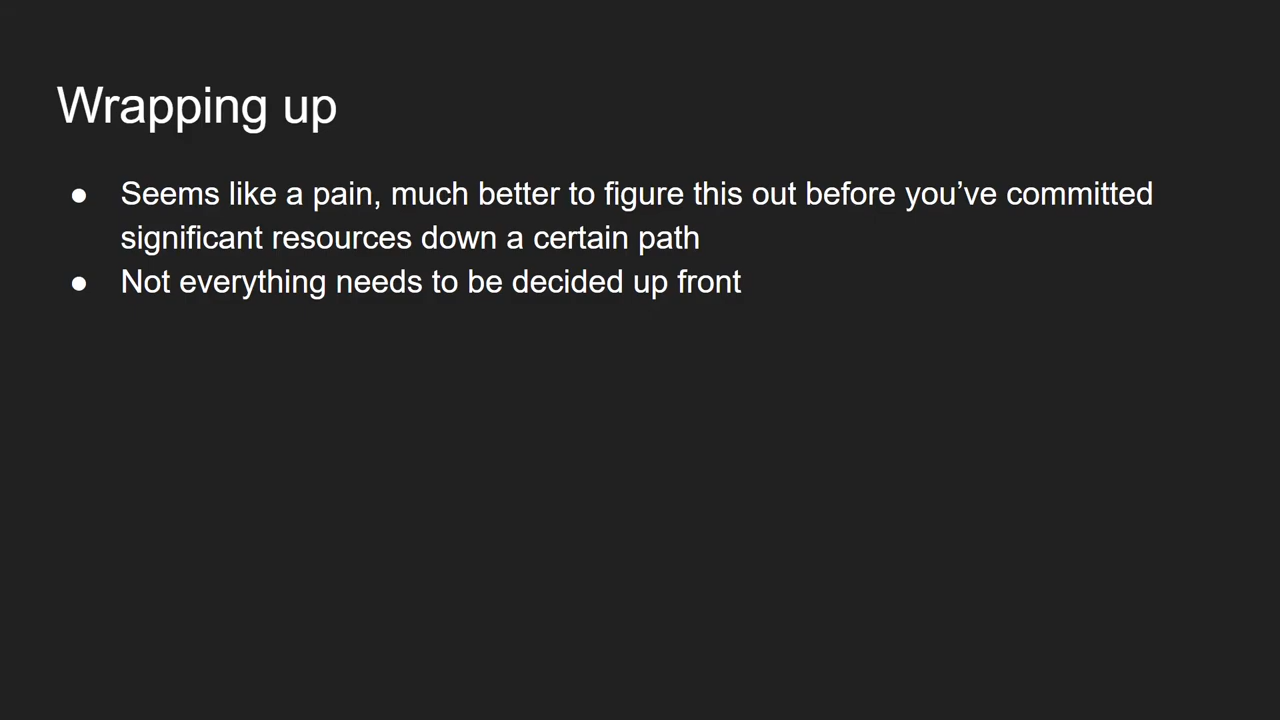 Wrapping up
● Seems like a pain, much better to figure this out before you’ve committed
significant resources down a certain path
● Not everything needs to be decided up front